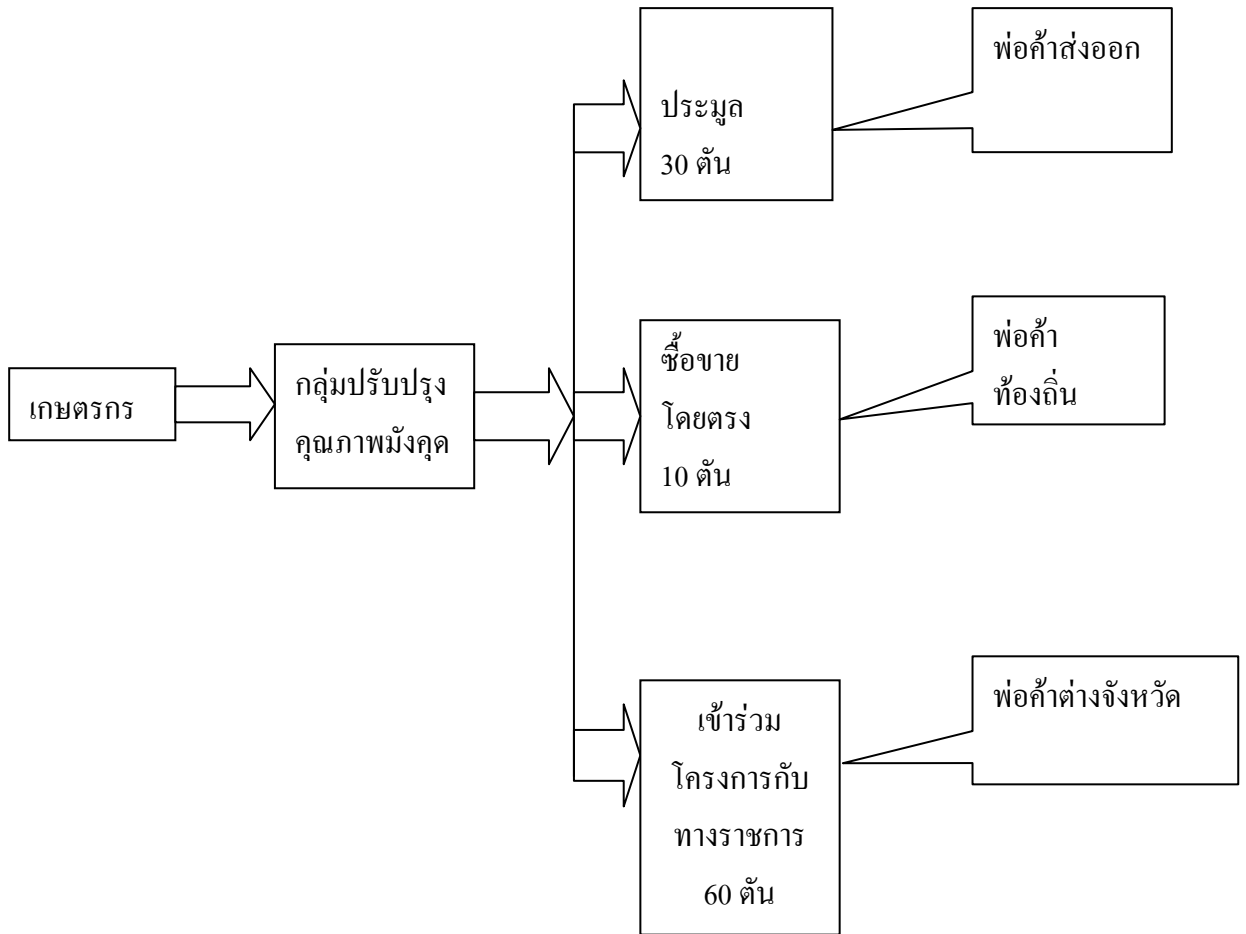 เกษตรกร
กลุ่มปรับปรุง
คุณภาพมังคุด
ประมูล
30 ตัน
พ่อค้าส่งออก
ซื้อขาย
โดยตรง
10 ตัน
พ่อค้า
ท้องถิ่น
เข้าร่วม
โครงการกับ
ทางราชการ
60 ตัน
พ่อค้าต่างจังหวัด